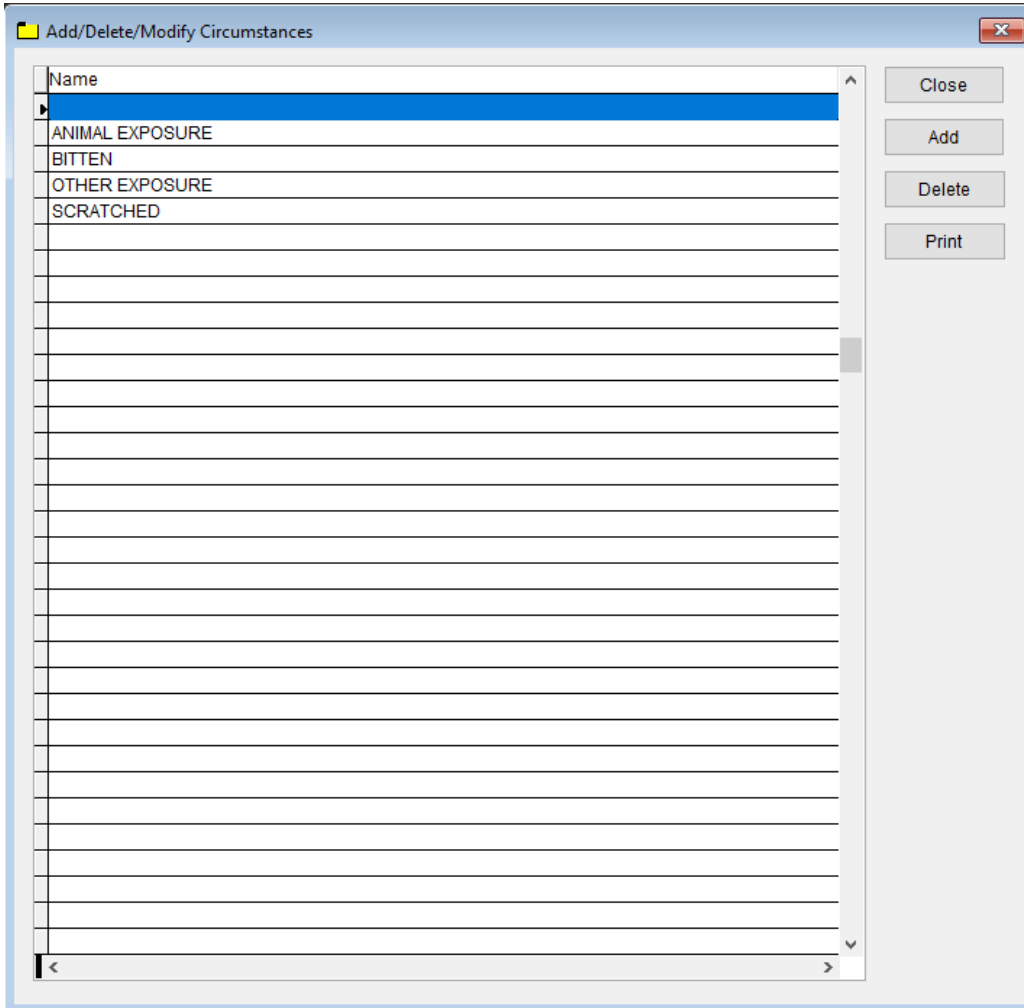 Add/Delete/Modify Circumstances
Name
Close
ANIMAL EXPOSURE
Add
BITTEN
OTHER EXPOSURE
Delete
SCRATCHED
Print